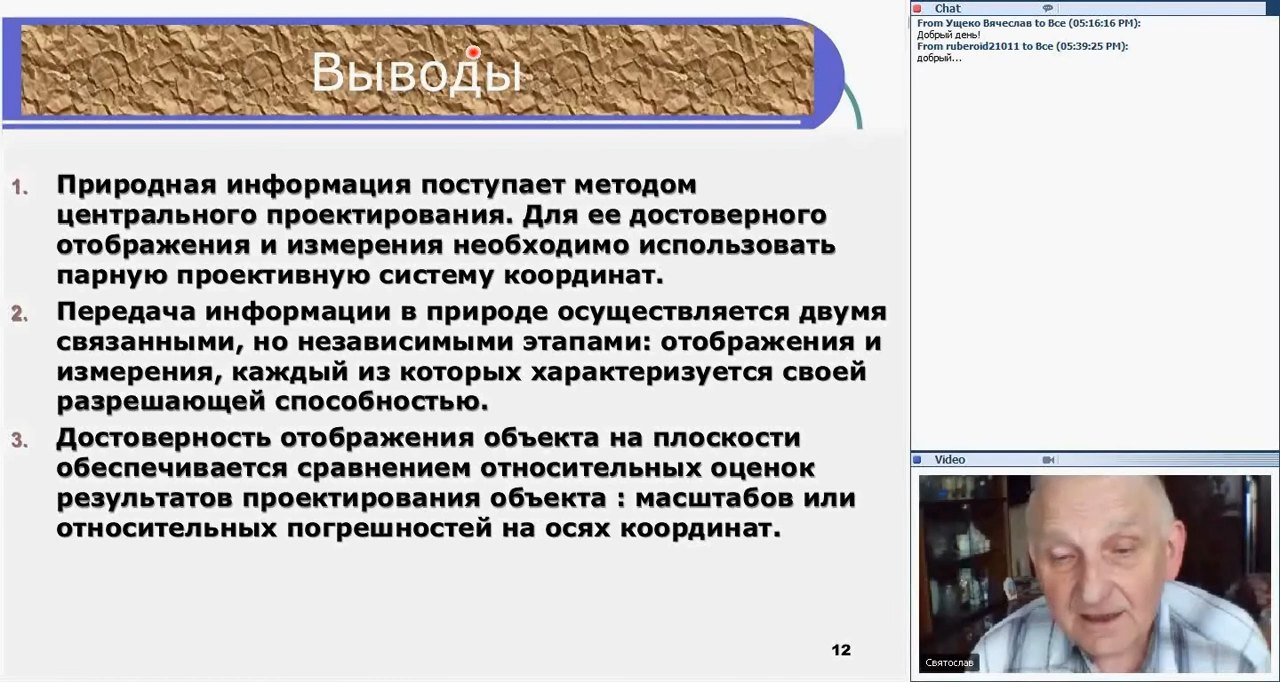 Выводы
1. Природная информация поступает методом
центрального проектирования. Для ее достоверного
отображения и измерения необходимо использовать
парную проективную систему координат.
2. Передача информации в природе осуществляется двумя
связанными, но независимыми этапами: отображения и
измерения, каждый из которых характеризуется своей
разрешающей способностью.
3. Достоверность отображения объекта на плоскости
обеспечивается сравнением относительных оценок
результатов проектирования объекта : масштабов или
относительных погрешностей на осях координат.
12
Chat
From Ущеко Вячеслав to Все (05:16:16 PM):
Добрый день!
From ruberoid21011 to Все (05:39:25 PM):
добрый...
Video
Святослав